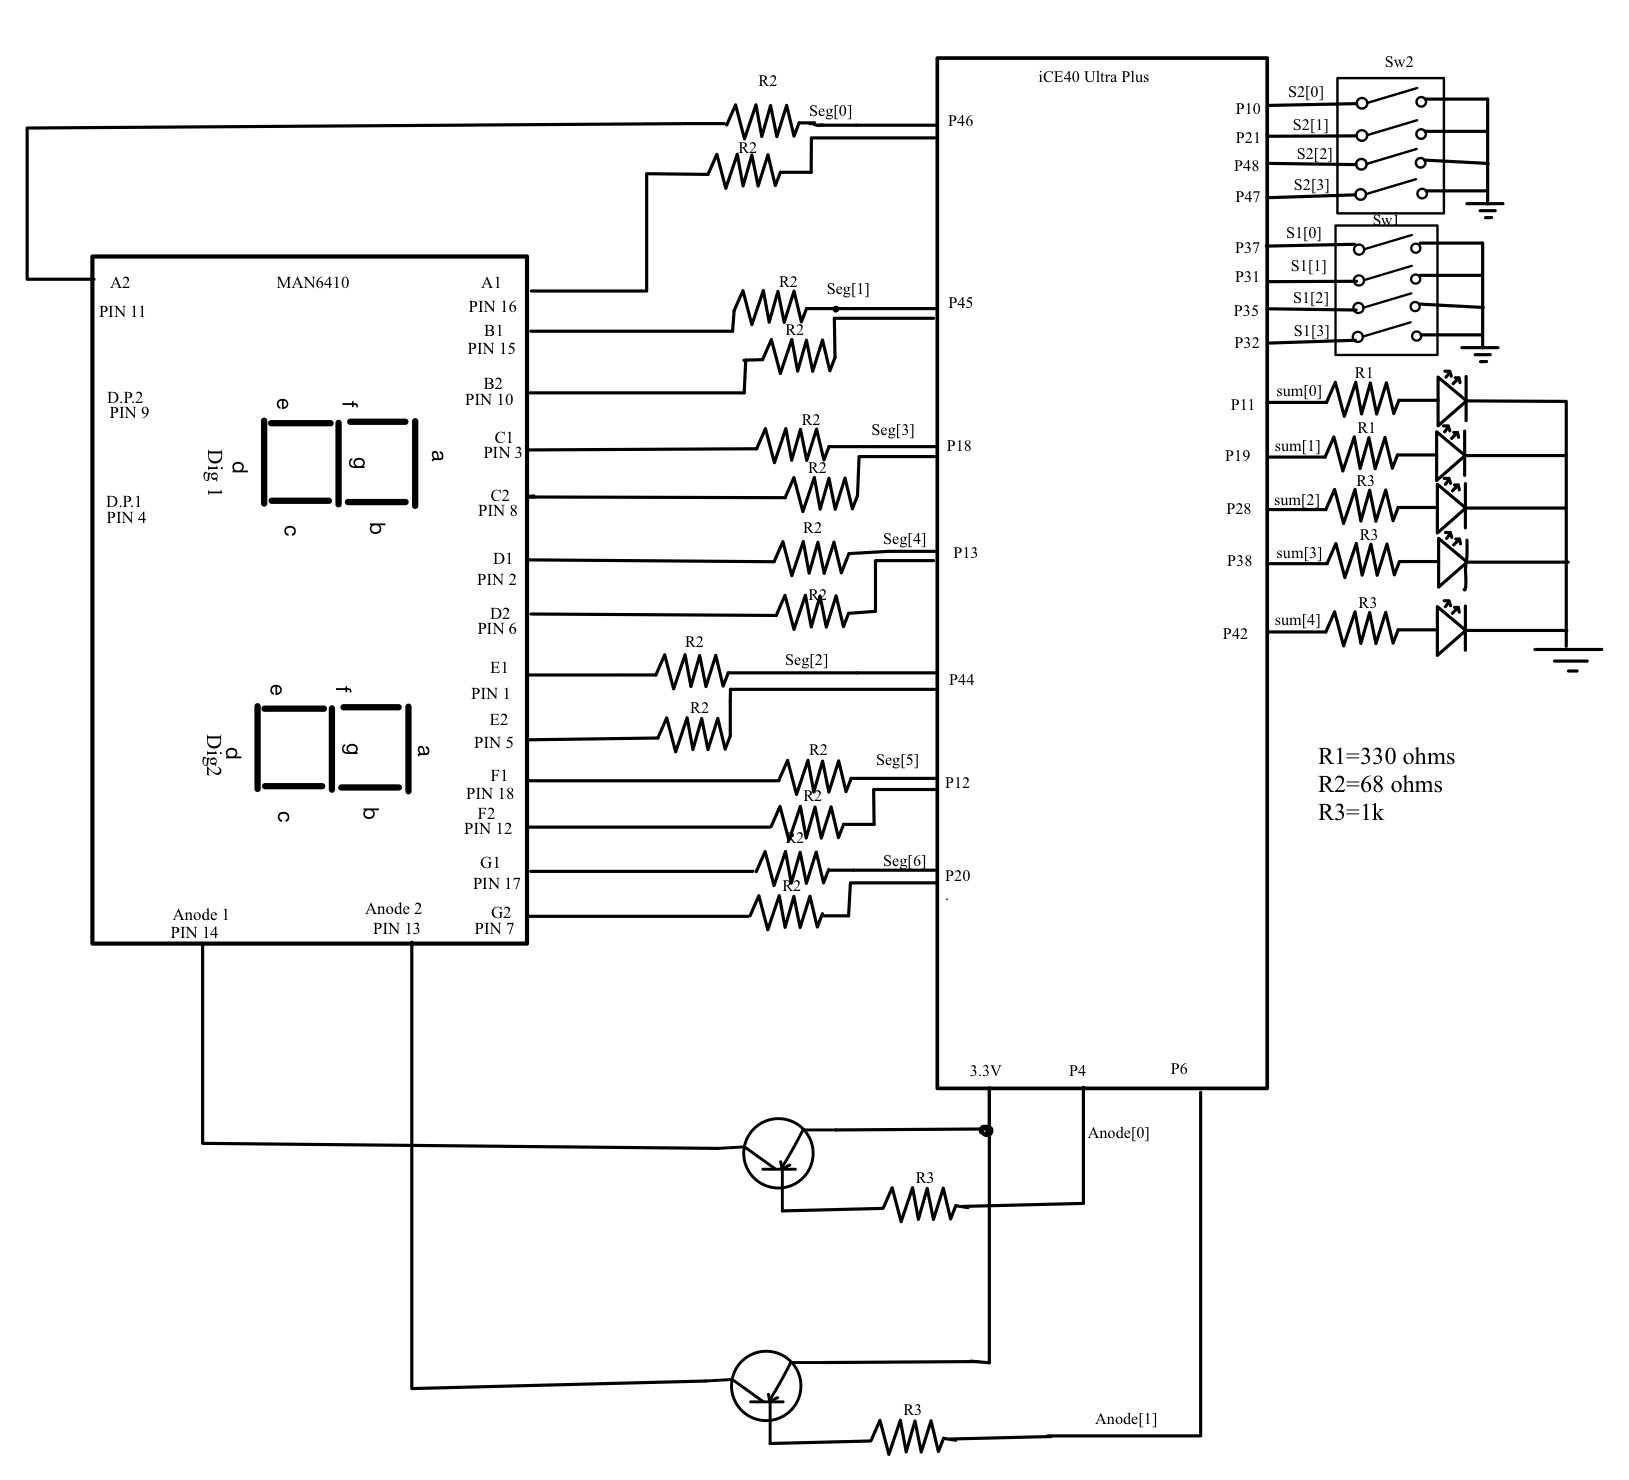 R2
Seg[0]
P46
R2
iCE40 Ultra Plus
Sw2
P10
S2[0]
P21
S2[1]
P48
S2[2]
P47
S2[3]
Sw1
P37
S1[0]
P31
S1[1]
P35
S1[2]
P32
S1[3]
A2
PIN 11
MAN6410
A1
PIN 16
B1
PIN 15
R2
Seg[1]
P45
R2
B2
PIN 10
D.P.2
PIN 9
D.P.1
PIN 4
e
f
a
g
d
Dig 1
c
b
C1
PIN 3
R2
Seg[3]
P18
R2
C2
PIN 8
D1
PIN 2
R2
Seg[4]
P13
R2
D2
PIN 6
E1
PIN 1
R2
Seg[2]
P44
R2
E2
PIN 5
e
f
a
g
d
Dig2
c
b
F1
PIN 18
R2
Seg[5]
P12
R2
F2
PIN 12
G1
PIN 17
R2
Seg[6]
P20
.
R2
G2
PIN 7
Anode 1
PIN 14
Anode 2
PIN 13
P11
sum[0]
R1
P19
sum[1]
R1
P28
sum[2]
R3
P38
sum[3]
R3
P42
sum[4]
R3
R1=330 ohms
R2=68 ohms
R3=1k
3.3V
P4
P6
Anode[0]
R3
R3
Anode[1]